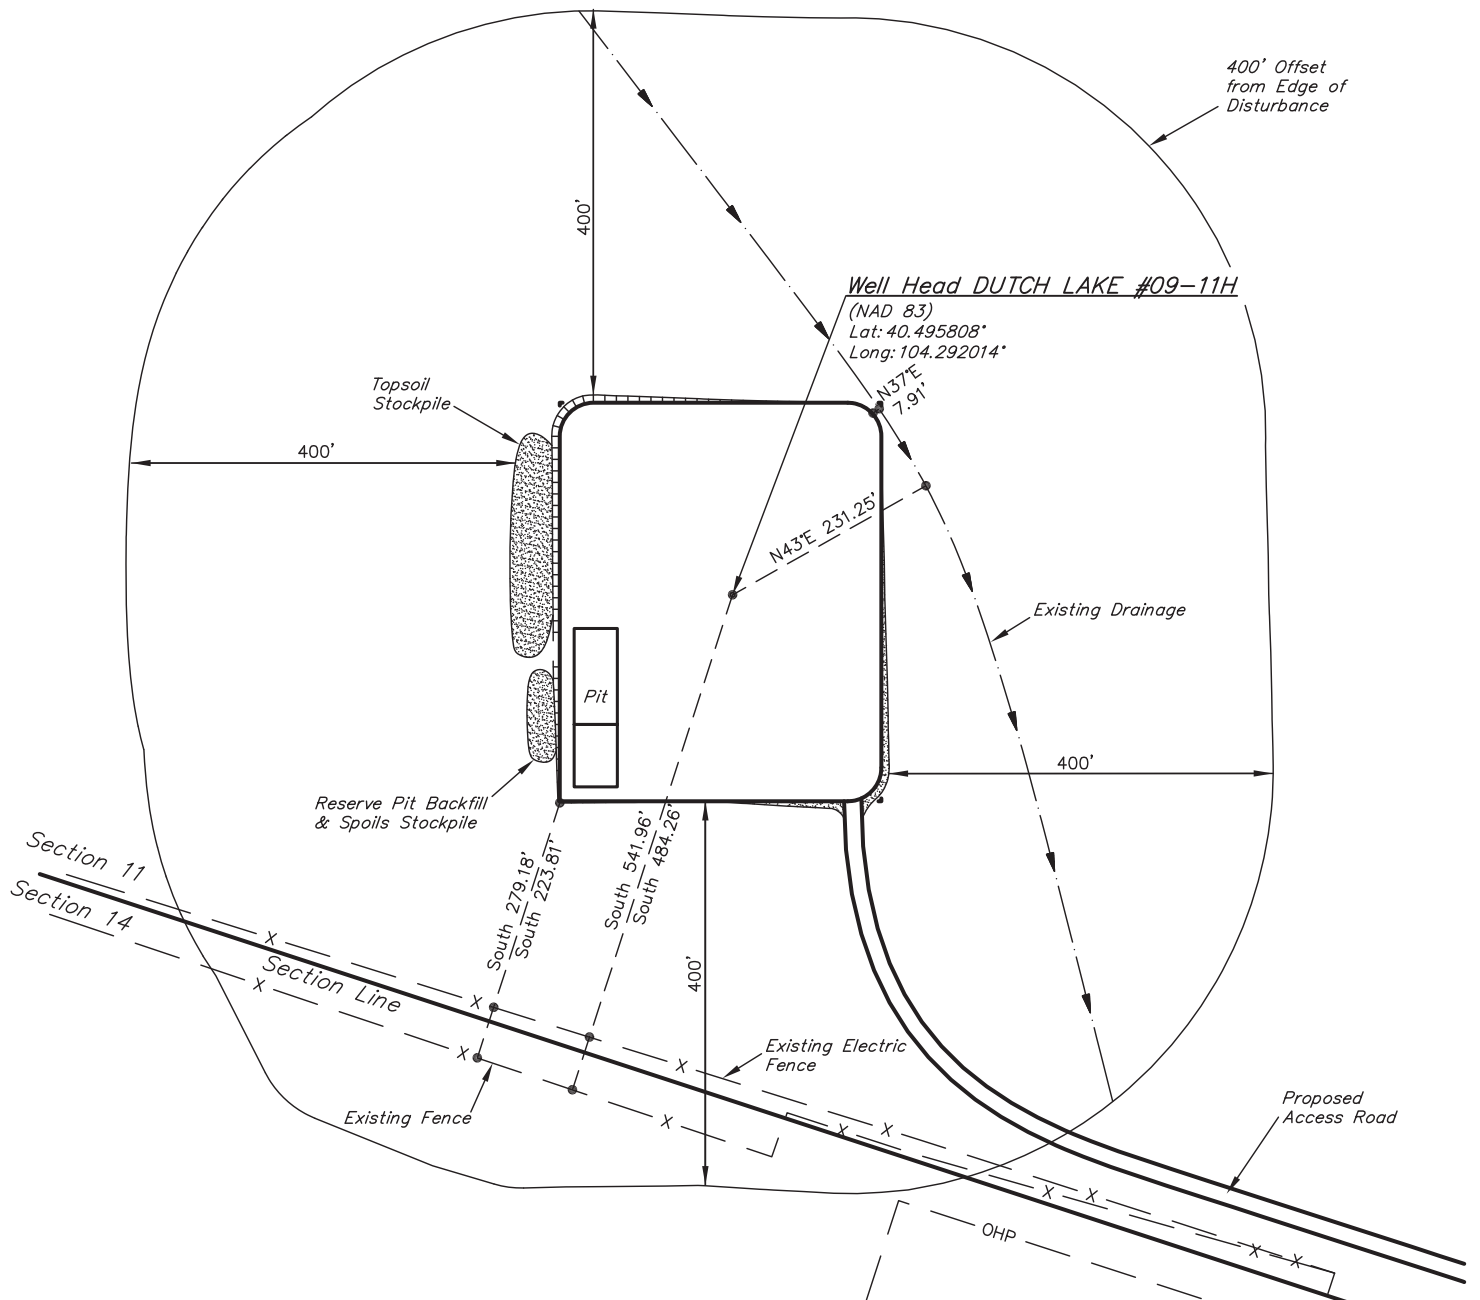 400' Offset
from Edge of
Disturbance
400'
Well Head DUTCH LAKE #09-11H
(NAD 83)
Lat: 40.495808°
Long: 104.292014°
N37°E
7.91'
Topsoil
Stockpile
400'
N43°E 231.25'
Existing Drainage
Pit
400'
Reserve Pit Backfill
& Spoils Stockpile
South 279.18'
South 223.81'
South 541.96'
South 484.26'
Section 11
Section 14
Section Line
400'
Existing Electric
Fence
Existing Fence
Proposed
Access Road
X
X
X
X
X
X
X
X
X
X
X
X
OHP